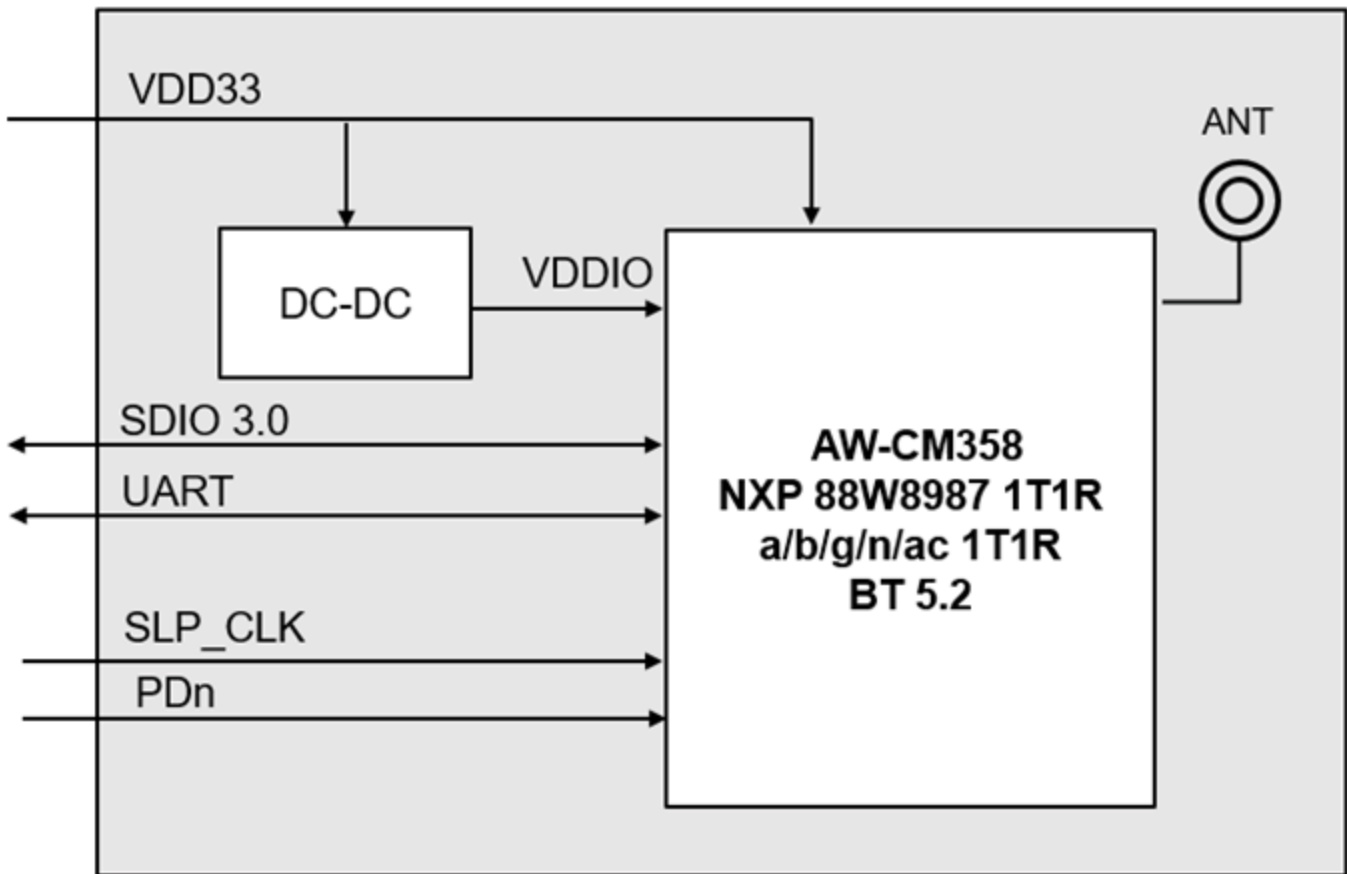 VDD33
ANT
DC-DC
VDDIO
SDIO 3.0
UART
SLP_CLK
PDn
AW-CM358
NXP 88W8987 1T1R
a/b/g/n/ac 1T1R
BT 5.2